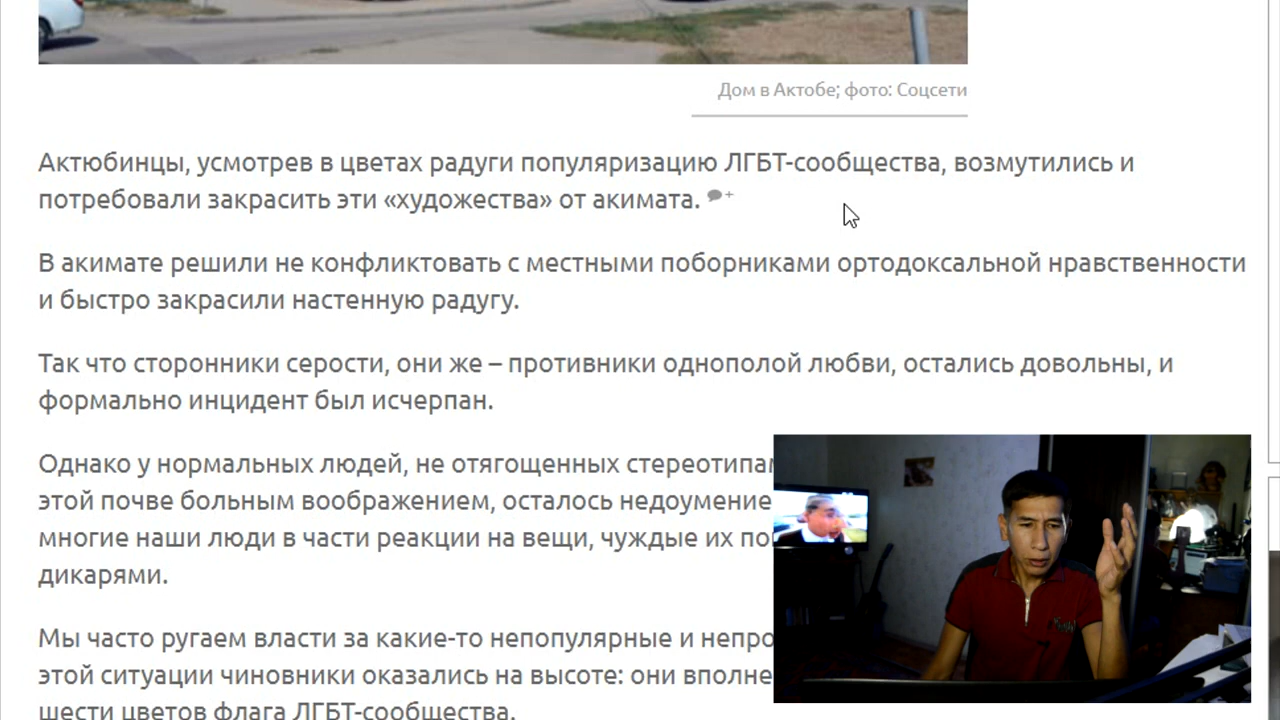 Дом в Актобе; фото: Соцсети
Актюбинцы, усмотрев в цветах радуги популяризацию ЛГБТ-сообщества, возмутились и
потребовали закрасить эти «художества» от акимата.
В акимате решили не конфликтовать с местными поборниками ортодоксальной нравственности
и быстро закрасили настенную радугу.
Так что сторонники серости, они же – противники однополой любви, остались довольны, и
формально инцидент был исчерпан.
Однако у нормальных людей, не отягощенных
этой почве больным воображением, осталось недоумение
многие наши люди в части реакции на вещи, чуждые их
дикарями.
Мы часто ругаем власти за какие-то непопулярные и
этой ситуации чиновники оказались на высоте: они вполне
шести цветов флага ЛГБТ-сообщества.